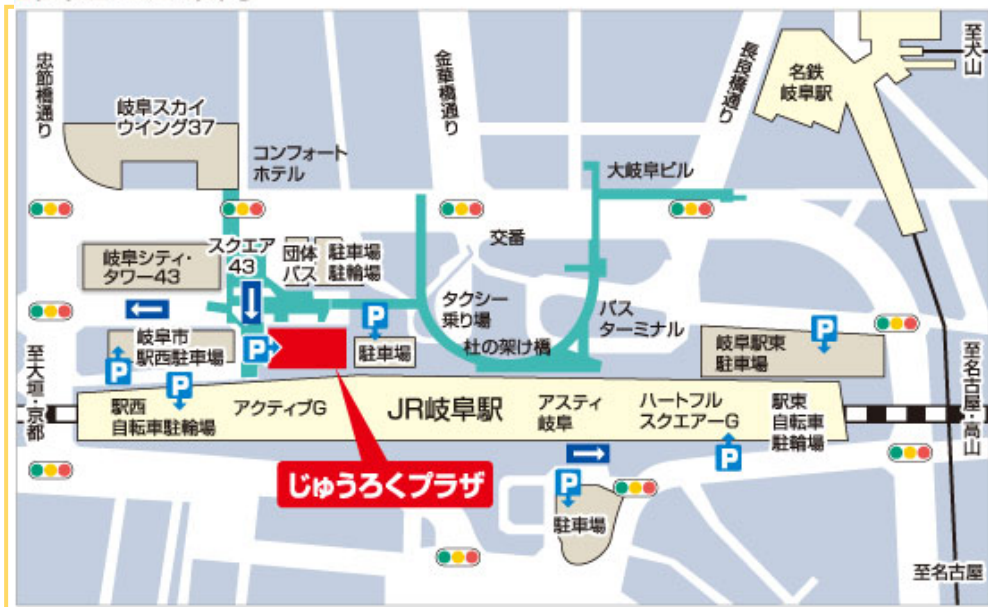 忠節橋通り
金華橋通り
長良橋通り
至犬山
名鉄
岐阜駅
岐阜スカイ
ウイング37
コンフォート
ホテル
大岐阜ビル
交番
岐阜シティ・
タワー43
スクエア
43
団体
バス
駐車場
駐輪場
タクシー
乗り場
バス
ターミナル
杜の架け橋
岐阜市
駅西駐車場
P
P
P
P
駐車場
岐阜駅東
駐車場
P
至大垣・京都
至名古屋・高山
駅西
自転車駐輪場
アクティブG
JR岐阜駅
アスティ
岐阜
ハートフル
スクエアーG
P
駅東
自転車
駐輪場
じゅうろくプラザ
P
駐車場
至名古屋